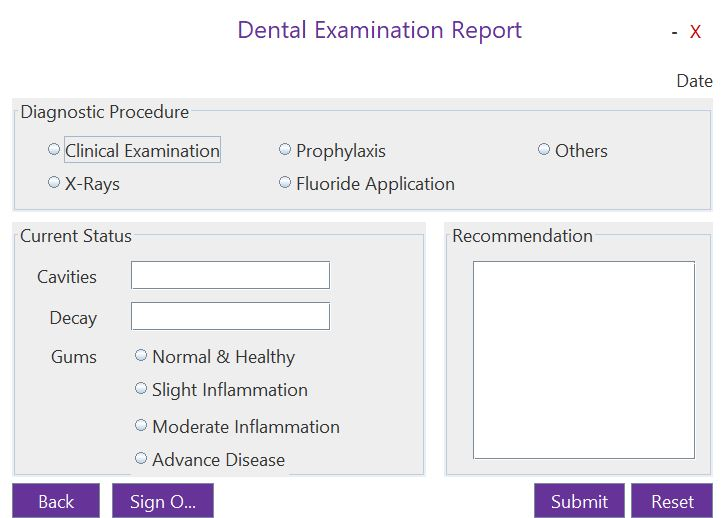 Dental Examination Report - X
Date
Diagnostic Procedure
Clinical Examination Prophylaxis Others
X-Rays Fluoride Application
Current Status
Cavities
Decay
Gums Normal & Healthy
Slight Inflammation
Moderate Inflammation
Advance Disease
Recommendation
Back Sign O... Submit Reset